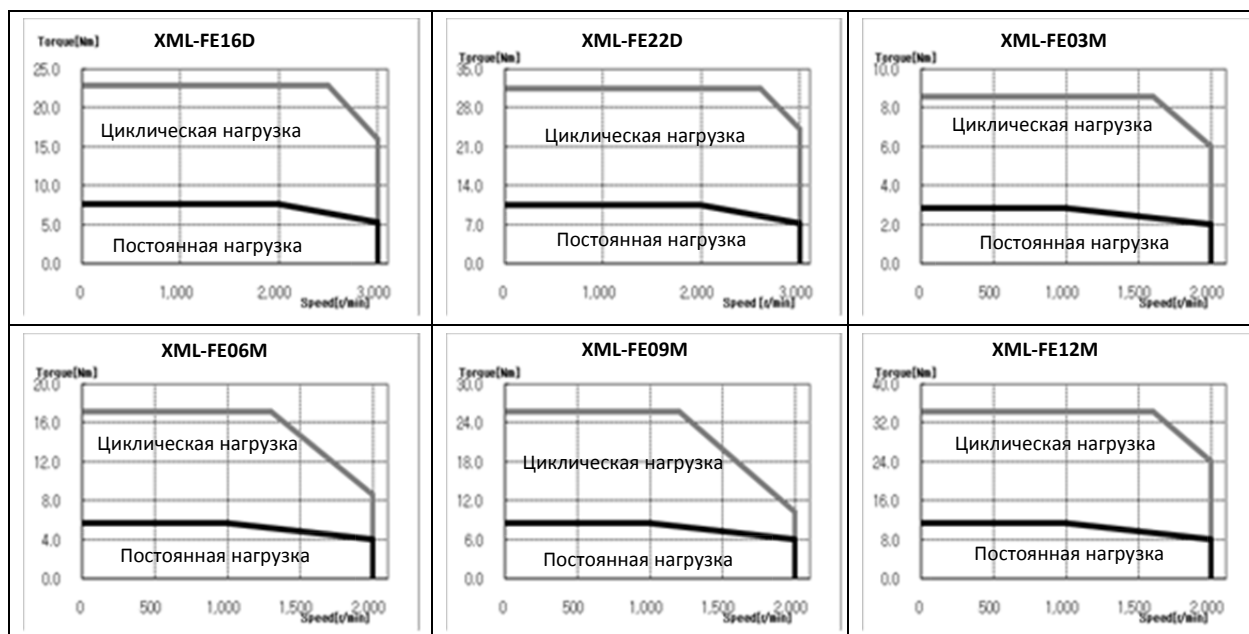 XML-FE16D
Torque[Nm]
25.0
20.0
15.0
10.0
5.0
0.0
Циклическая нагрузка
Постоянная нагрузка
0 1,000 2,000 3,000
Speed[r/min]
XML-FE22D
Torque[Nm]
35.0
28.0
21.0
14.0
7.0
0.0
Циклическая нагрузка
Постоянная нагрузка
0 1,000 2,000 3,000
Speed [r/min]
XML-FE03M
Torque[Nm]
10.0
8.0
6.0
4.0
2.0
0.0
Циклическая нагрузка
Постоянная нагрузка
0 500 1,000 1,500 2,000
Speed[r/min]
XML-FE06M
Torque[Nm]
20.0
16.0
12.0
8.0
4.0
0.0
Циклическая нагрузка
Постоянная нагрузка
0 500 1,000 1,500 2,000
Speed[r/min]
XML-FE09M
Torque[Nm]
30.0
24.0
18.0
12.0
6.0
0.0
Циклическая нагрузка
Постоянная нагрузка
0 500 1,000 1,500 2,000
Speed[r/min]
XML-FE12M
Torque[Nm]
40.0
32.0
24.0
16.0
8.0
0.0
Циклическая нагрузка
Постоянная нагрузка
0 500 1,000 1,500 2,000
Speed[r/min]